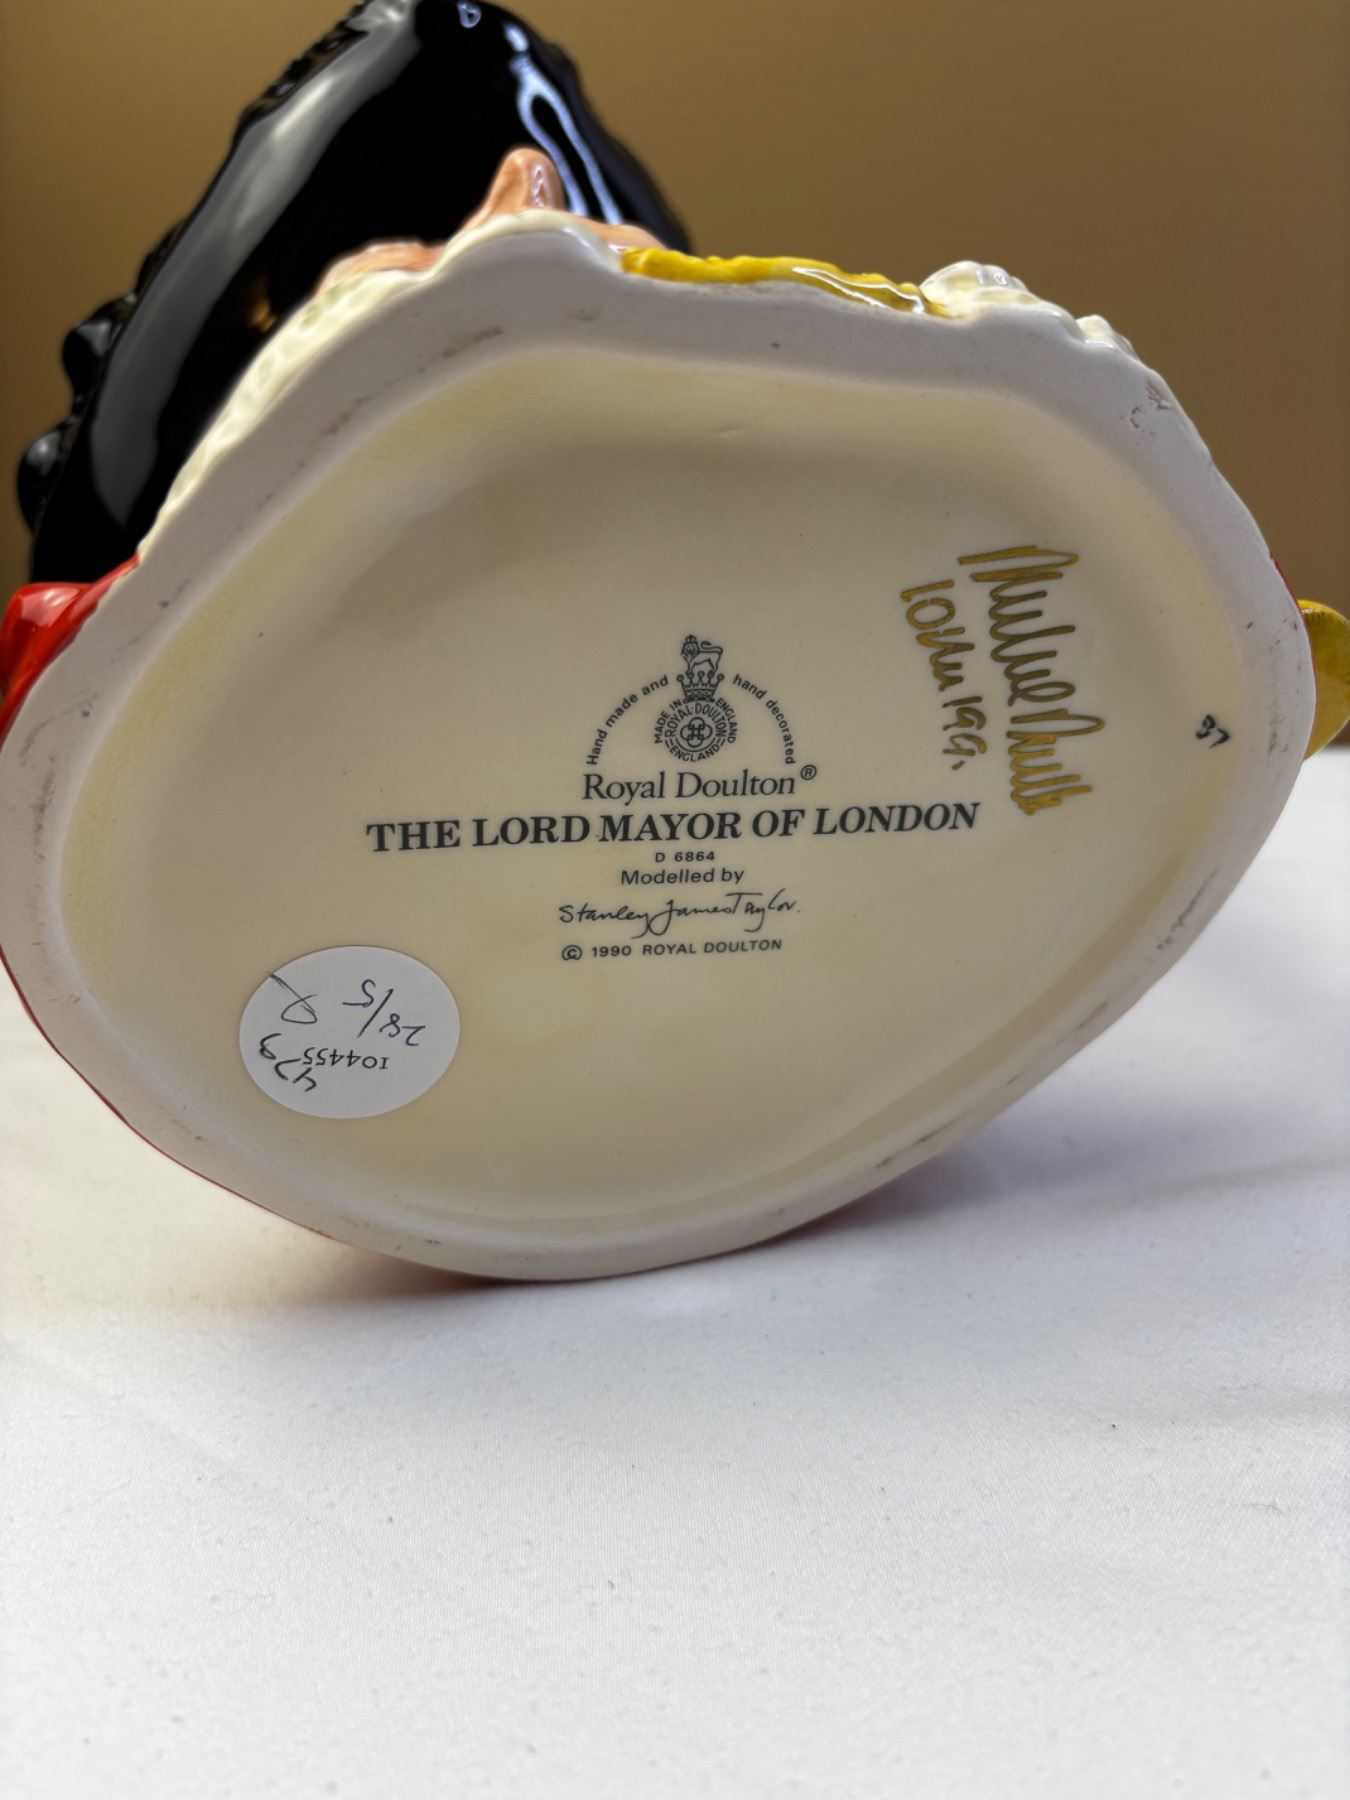 Hand made and hand decorated
MADE IN ENGLAND
ROYAL·DOULTON
ENGLAND
Royal Doulton®
THE LORD MAYOR OF LONDON
D 6864
Modelled by
Stanley James Taylor.
© 1990 ROYAL DOULTON
28/5
104455
37